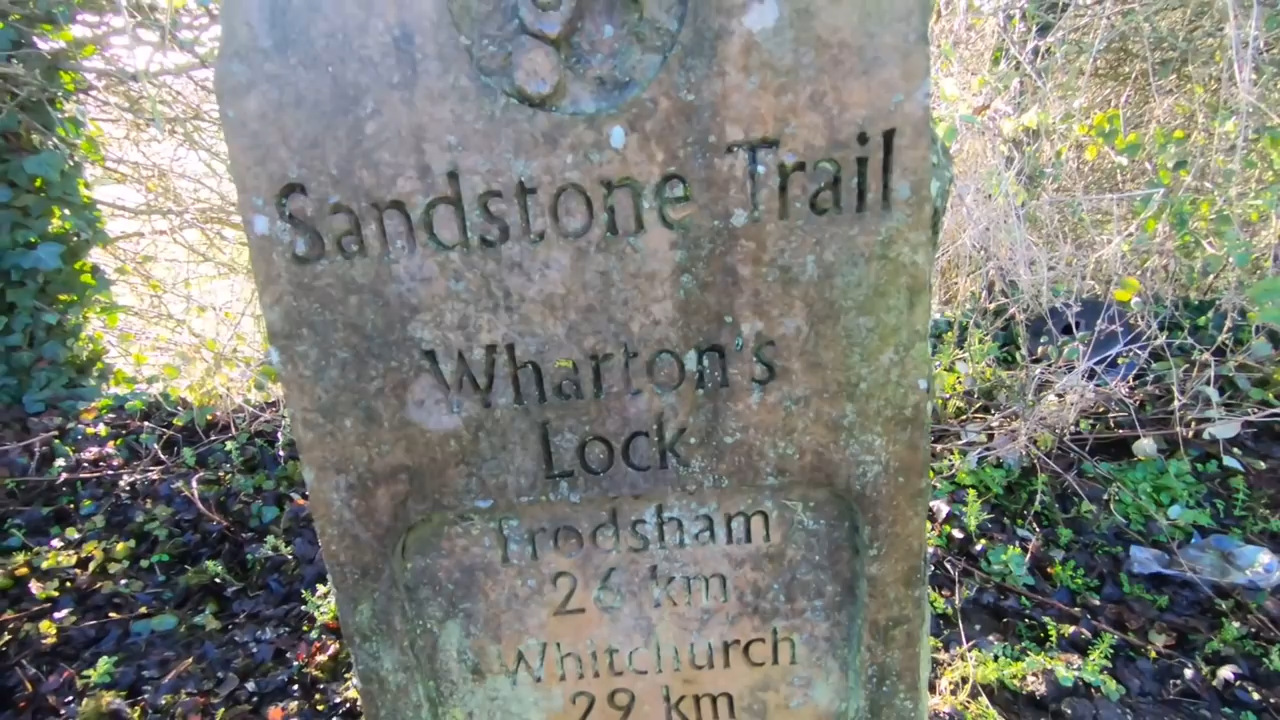 Sandstone Trail
Wharton's
Lock
Frodsham
26 km
Whitchurch
29 km